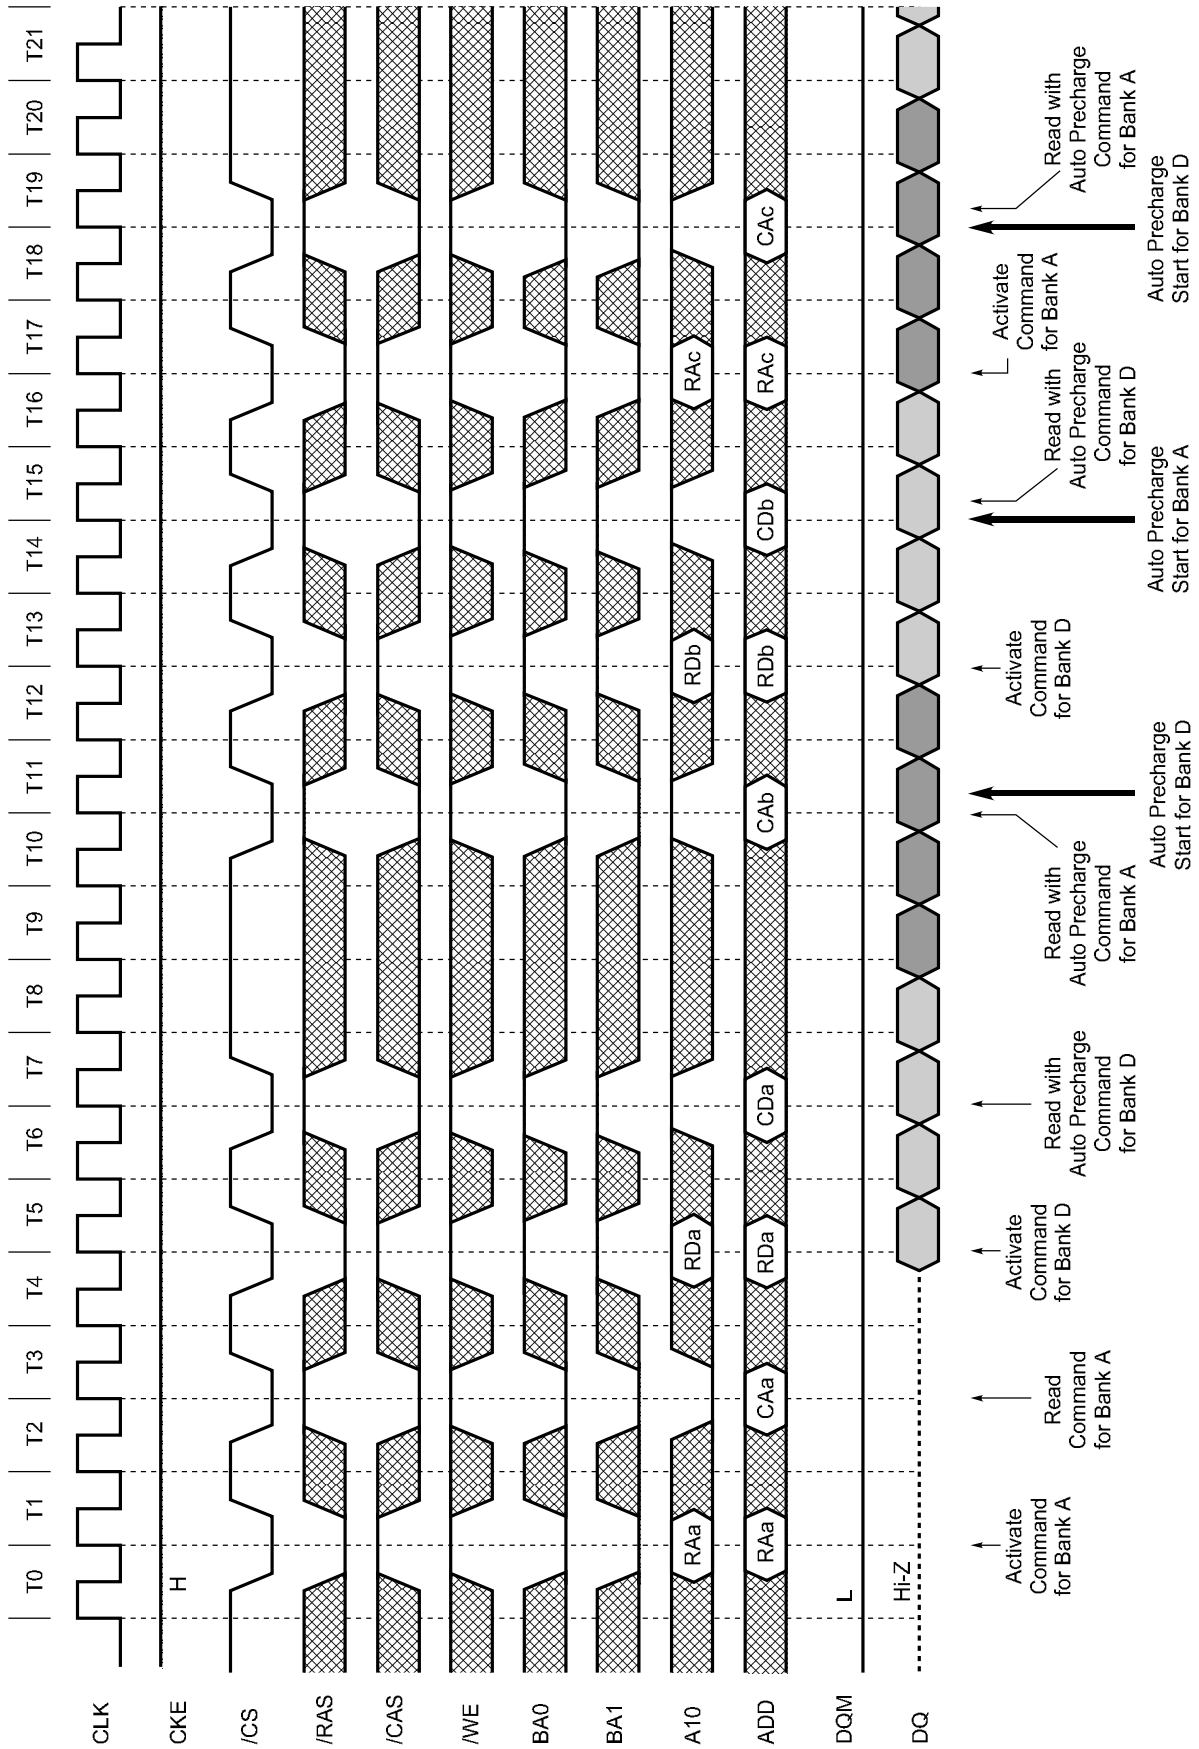 T0 T1 T2 T3 T4 T5 T6 T7 T8 T9 T10 T11 T12 T13 T14 T15 T16 T17 T18 T19 T20 T21
CLK
CKE H
/CS
/RAS
/CAS
/WE
BA0
BA1
A10 RAa RDa RDb RAc
ADD RAa CAa RDa CDa CAb RDb CDb RAc CAc
DQM L
DQ Hi-Z
Activate
Command
for Bank A
Read
Command
for Bank A
Activate
Command
for Bank D
Read with
Auto Precharge
Command
for Bank D
Read with
Auto Precharge
Command
for Bank A
Auto Precharge
Start for Bank D
Activate
Command
for Bank D
Auto Precharge
Start for Bank A
Read with
Auto Precharge
Command
for Bank D
Activate
Command
for Bank A
Auto Precharge
Start for Bank D
Read with
Auto Precharge
Command
for Bank A